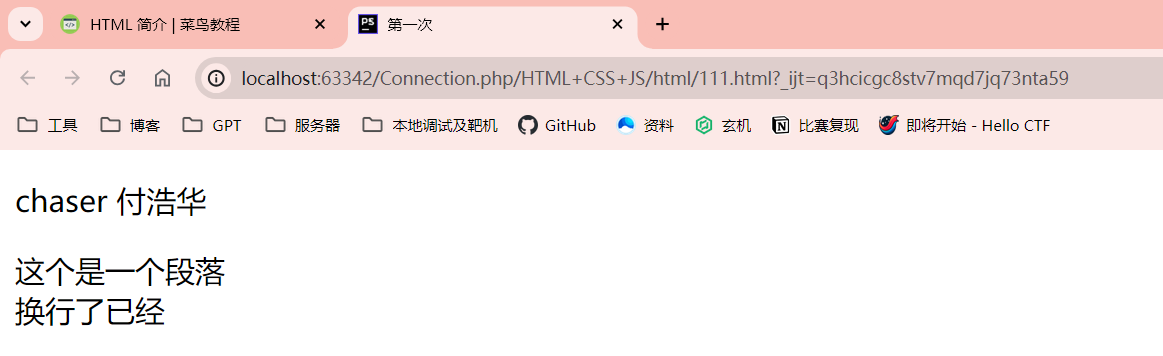 HTML 简介 | 菜鸟教程
第一次
localhost:63342/Connection.php/HTML+CSS+JS/html/111.html?_ijt=q3hcicgc8stv7mqd7jq73nta59
工具 博客 GPT 服务器 本地调试及靶机 GitHub 资料 玄机 比赛复现 即将开始 - Hello CTF
chaser 付浩华
这个是一个段落
换行了已经